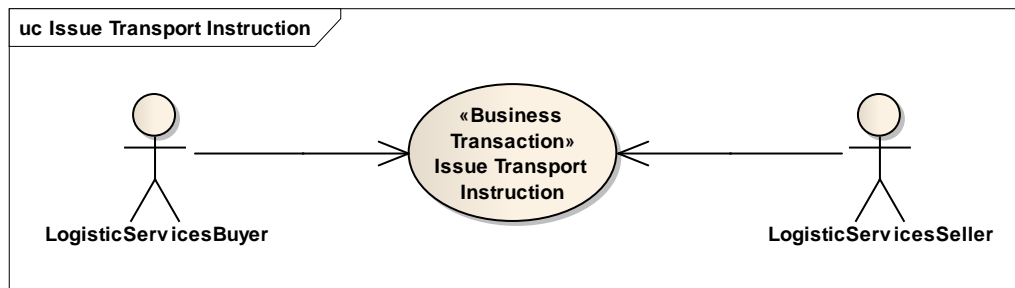 uc Issue Transport Instruction
«Business
Transaction»
Issue Transport
Instruction
LogisticServicesBuyer
LogisticServicesSeller